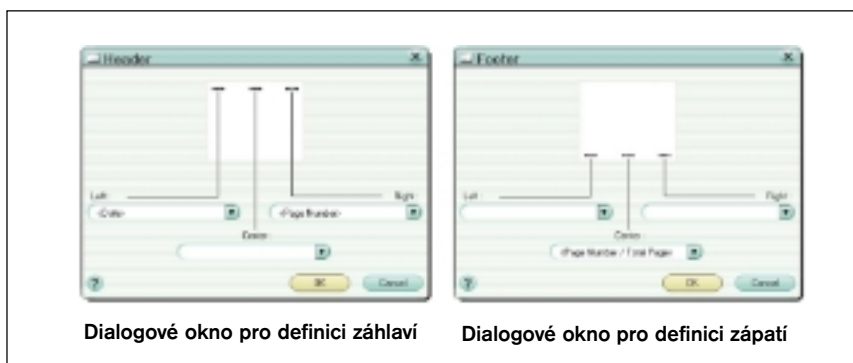 Header
Footer
Left:
Right:
<Date>
<Page Number>
Center:
OK
Cancel
Left:
Right:
Center:
<Page Number / Total Page>
OK
Cancel
Dialogové okno pro definici záhlaví
Dialogové okno pro definici zápatí